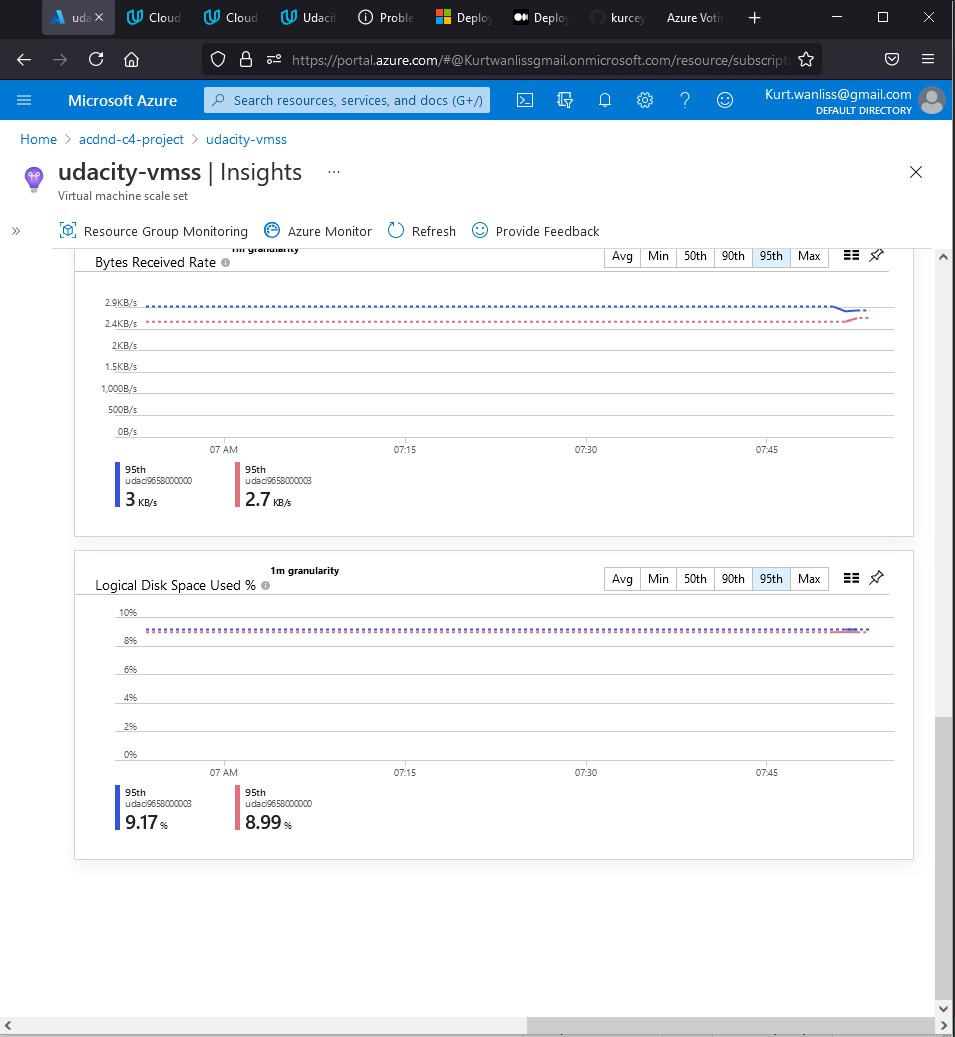 uda
Cloud
Cloud
Udacit
Proble
Deploy
Deploy
kurcey
Azure Votin
https://portal.azure.com/#@Kurtwanlissgmail.onmicrosoft.com/resource/subscript
Microsoft Azure
Search resources, services, and docs (G+/)
Kurt.wanliss@gmail.com
DEFAULT DIRECTORY
Home > acdnd-c4-project > udacity-vmss
udacity-vmss | Insights ...
Virtual machine scale set
Resource Group Monitoring
Azure Monitor
Refresh
Provide Feedback
1m granularity
Bytes Received Rate
Avg Min 50th 90th 95th Max
2.9KB/s
2.4KB/s
2KB/s
1.5KB/s
1,000B/s
500B/s
0B/s
07 AM 07:15 07:30 07:45
95th
udaci9658000000
3 KB/s
95th
udaci9658000003
2.7 KB/s
1m granularity
Logical Disk Space Used %
Avg Min 50th 90th 95th Max
10%
8%
6%
4%
2%
0%
07 AM 07:15 07:30 07:45
95th
udaci9658000003
9.17 %
95th
udaci9658000000
8.99 %